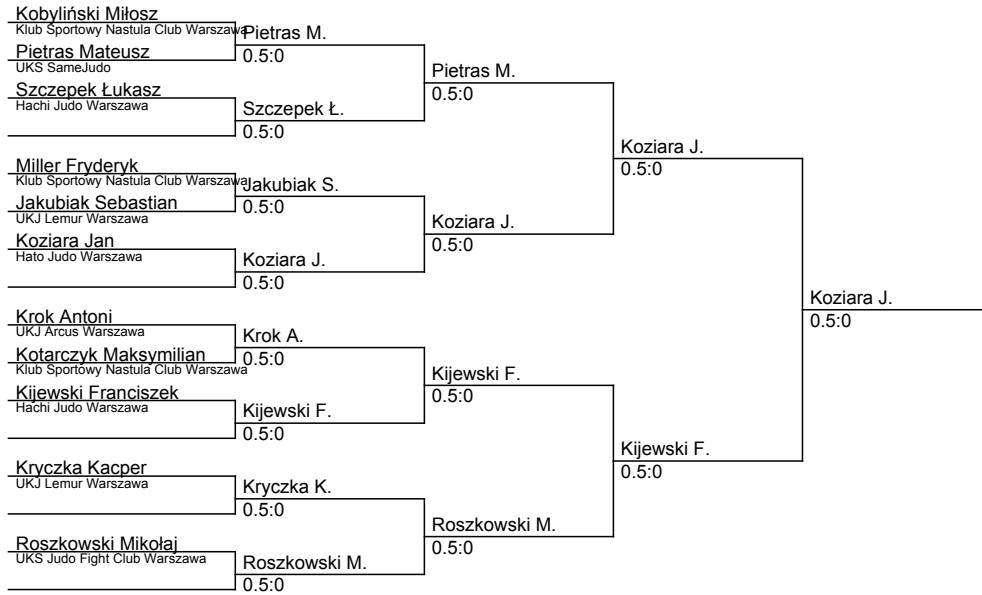 Kobyliński Miłosz
Klub Sportowy Nastula Club Warszawa
Pietras Mateusz
UKS SameJudo
Szczepek Łukasz
Hachi Judo Warszawa
Miller Fryderyk
Klub Sportowy Nastula Club Warszawa
Jakubiak Sebastian
UKJ Lemur Warszawa
Koziara Jan
Hato Judo Warszawa
Krok Antoni
UKJ Arcus Warszawa
Kotarczyk Maksymilian
Klub Sportowy Nastula Club Warszawa
Kijewski Franciszek
Hachi Judo Warszawa
Kryczka Kacper
UKJ Lemur Warszawa
Roszkowski Mikołaj
UKS Judo Fight Club Warszawa
Pietras M.
0.5:0
Szczepek Ł.
0.5:0
Jakubiak S.
0.5:0
Koziara J.
0.5:0
Krok A.
0.5:0
Kijewski F.
0.5:0
Kryczka K.
0.5:0
Roszkowski M.
0.5:0
Pietras M.
0.5:0
Koziara J.
0.5:0
Kijewski F.
0.5:0
Roszkowski M.
0.5:0
Koziara J.
0.5:0
Kijewski F.
0.5:0
Koziara J.
0.5:0